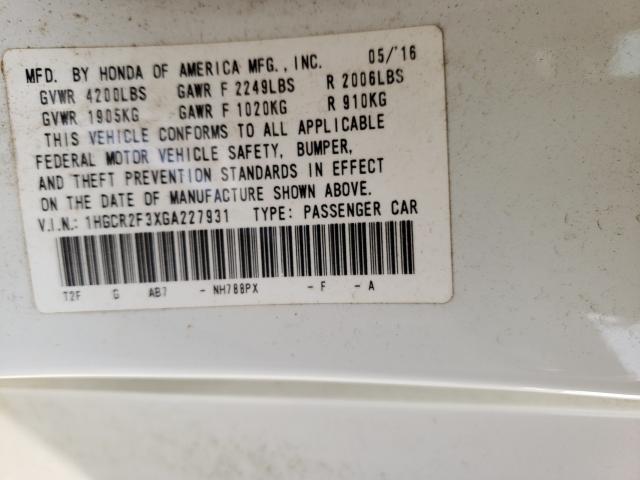 MFD. BY HONDA OF AMERICA MFG., INC. 05/'16
GVWR 4200LBS GAWR F 2249LBS R 2006LBS
GVWR 1905KG GAWR F 1020KG R 910KG
THIS VEHICLE CONFORMS TO ALL APPLICABLE
FEDERAL MOTOR VEHICLE SAFETY, BUMPER,
AND THEFT PREVENTION STANDARDS IN EFFECT
ON THE DATE OF MANUFACTURE SHOWN ABOVE.
V.I.N.: 1HGCR2F3XGA227931 TYPE: PASSENGER CAR
T2F G AB7 - NH788PX - F - A